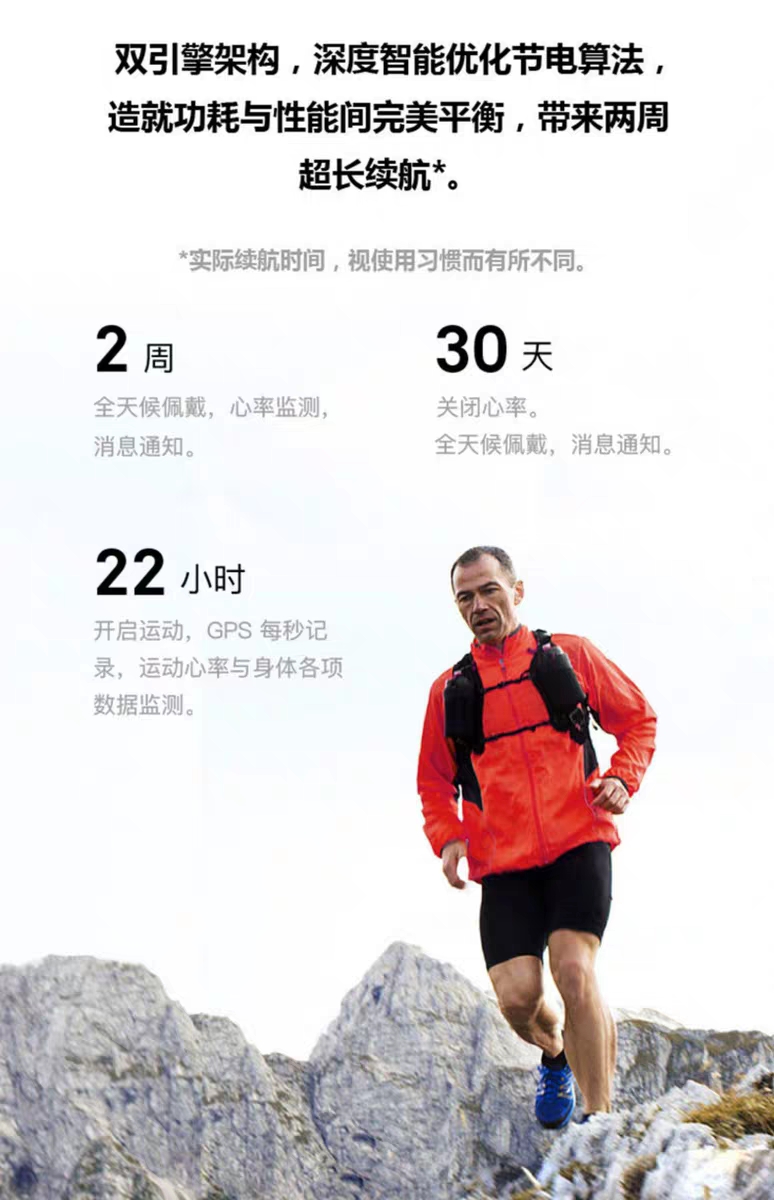 双引擎架构，深度智能优化节电算法，
造就功耗与性能间完美平衡，带来两周
超长续航*。
*实际续航时间，视使用习惯而有所不同。
2 周
全天候佩戴，心率监测，
消息通知。
30 天
关闭心率。
全天候佩戴，消息通知。
22 小时
开启运动，GPS 每秒记
录，运动心率与身体各项
数据监测。